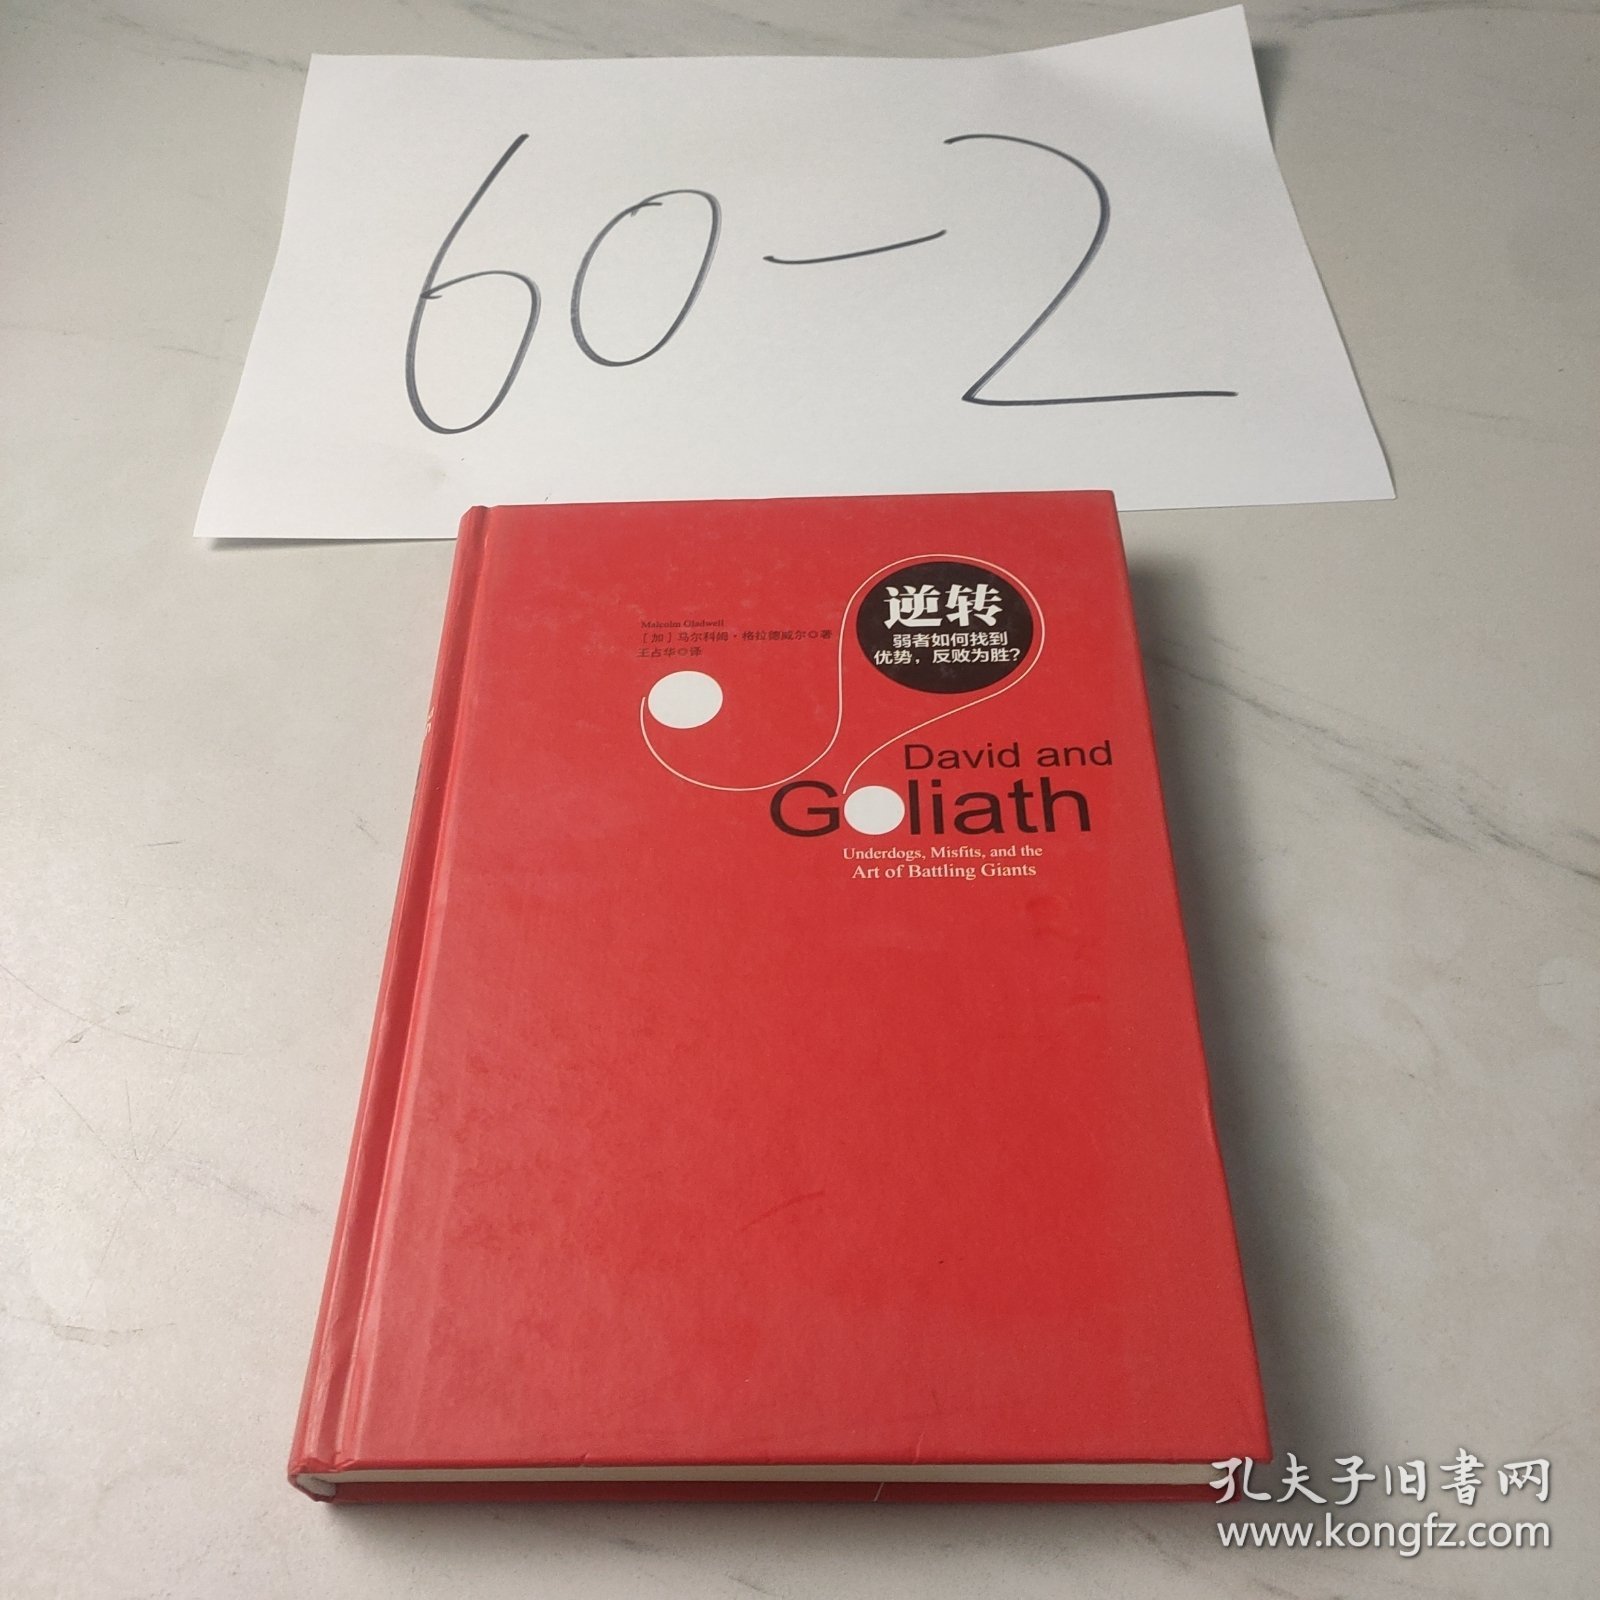 60-2
逆转
弱者如何找到
优势，反败为胜？
Malcolm Gladwell
[加]马尔科姆·格拉德威尔◎著
王占华◎译
David and
Goliath
Underdogs, Misfits, and the
Art of Battling Giants
孔夫子旧书网
www.kongfz.com